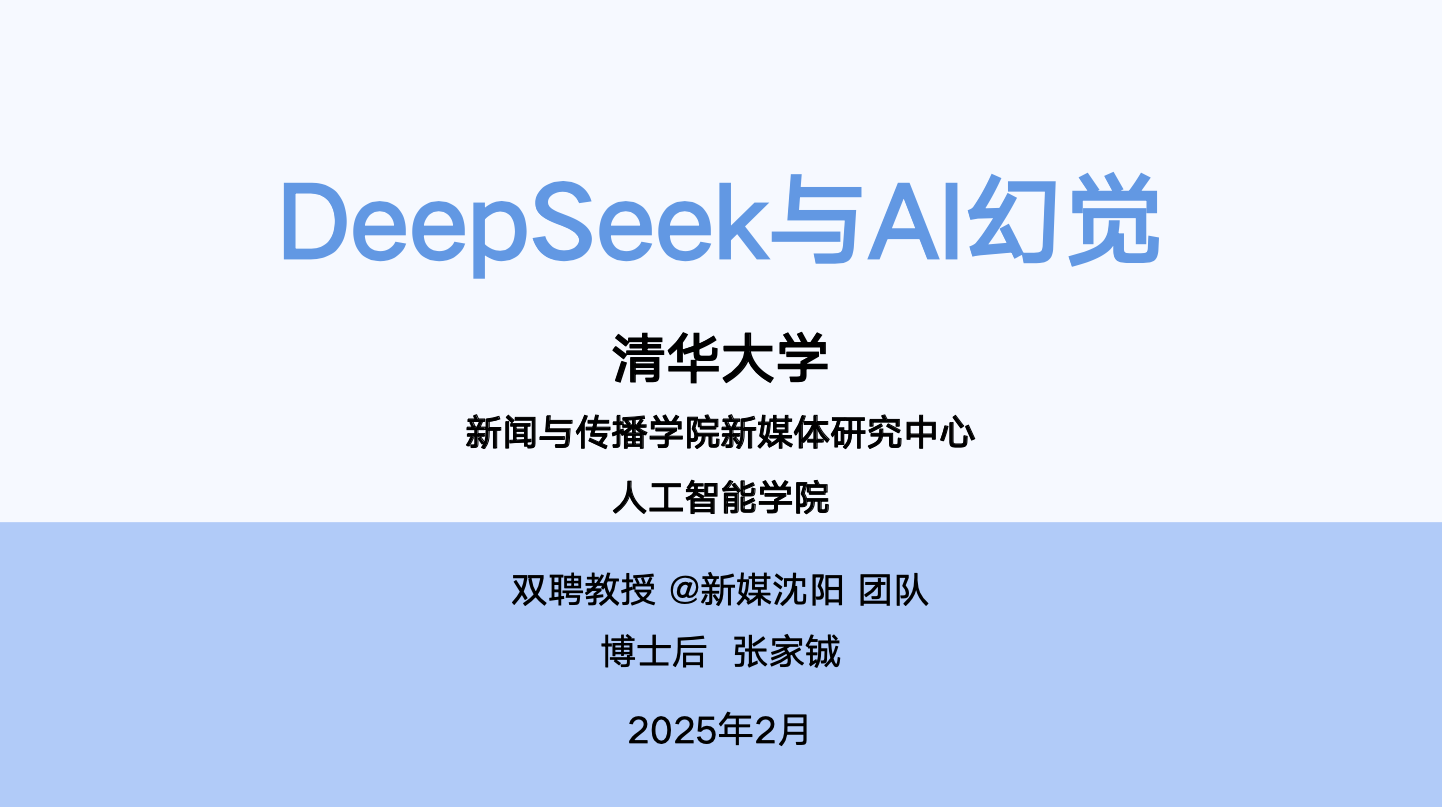 DeepSeek与AI幻觉
清华大学
新闻与传播学院新媒体研究中心
人工智能学院
双聘教授 @新媒沈阳 团队
博士后 张家铖
2025年2月